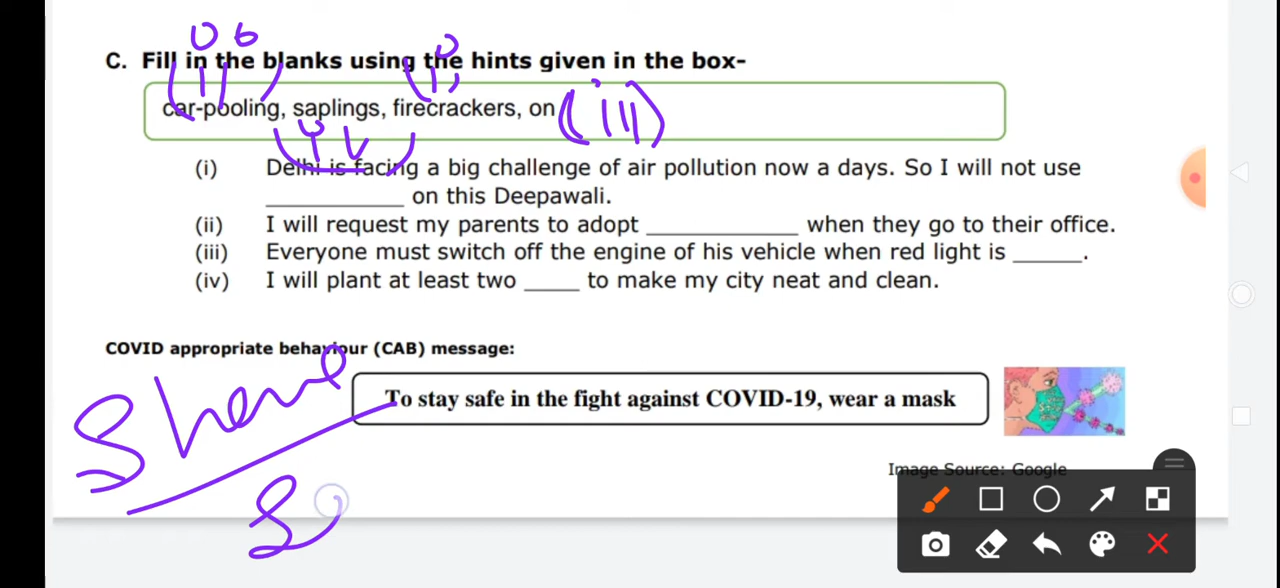 C. Fill in the blanks using the hints given in the box-
car-pooling, saplings, firecrackers, on (iii)
(i) Delhi is facing a big challenge of air pollution now a days. So I will not use
____________ on this Deepawali.
(ii) I will request my parents to adopt _____________ when they go to their office.
(iii) Everyone must switch off the engine of his vehicle when red light is ______.
(iv) I will plant at least two _____ to make my city neat and clean.
COVID appropriate behaviour (CAB) message:
To stay safe in the fight against COVID-19, wear a mask
Image Source: Google